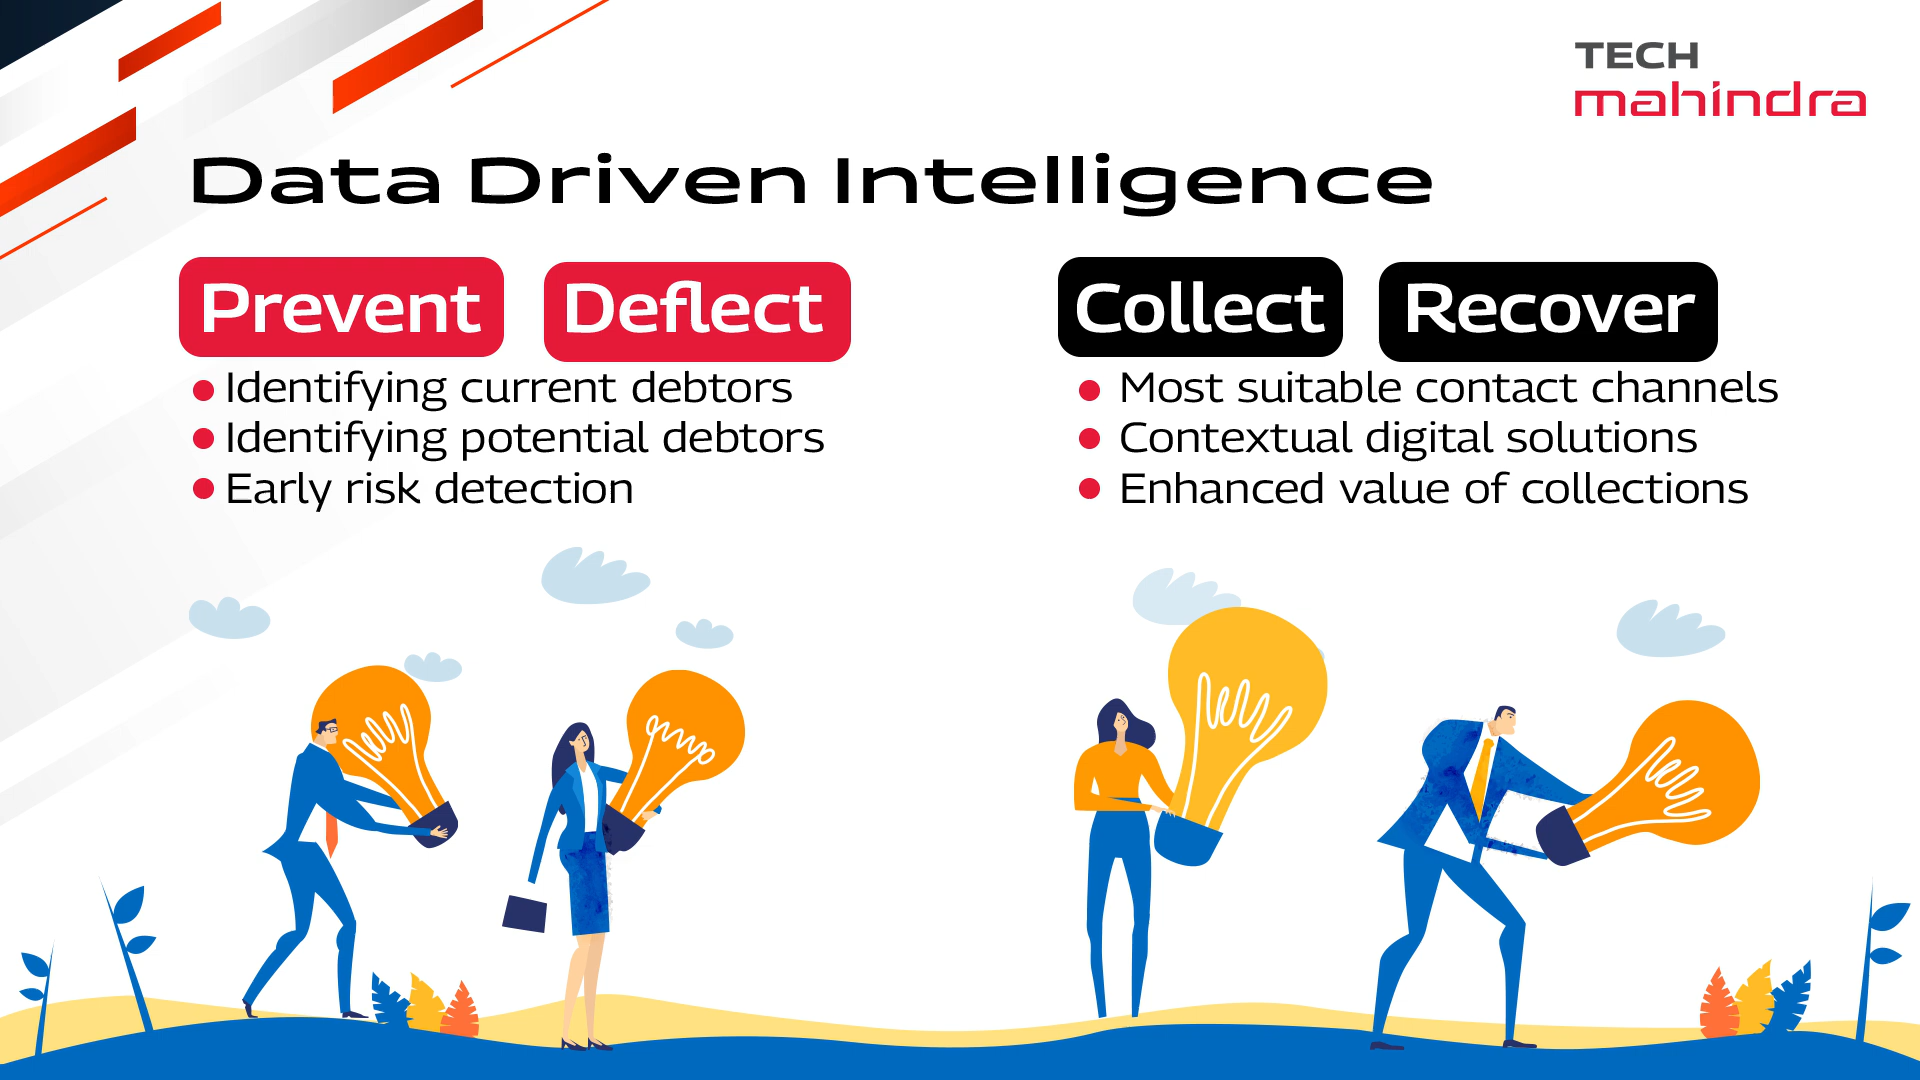 TECH
mahindra
Data Driven Intelligence
Prevent
Deflect
Identifying current debtors
Identifying potential debtors
Early risk detection
Collect
Recover
Most suitable contact channels
Contextual digital solutions
Enhanced value of collections